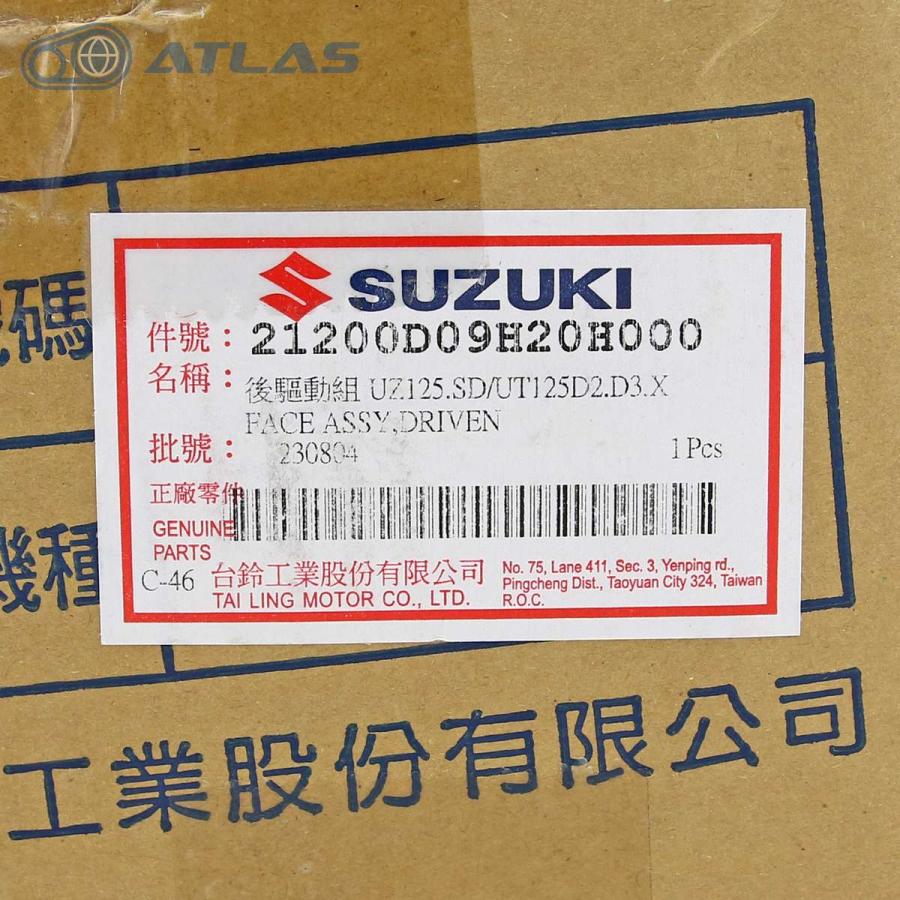 ATLAS
號碼
SUZUKI
件號：21200D09H20H000
名稱：後驅動組 UZ125.SD/UT125D2.D3.X
FACE ASSY,DRIVEN
批號： 230804 1 Pcs
正廠零件
GENUINE
PARTS
機種
C-46 台鈴工業股份有限公司
TAI LING MOTOR CO., LTD.
No. 75, Lane 411, Sec. 3, Yenping rd.,
Pingcheng Dist., Taoyuan City 324, Taiwan
R.O.C.
工業股份有限公司